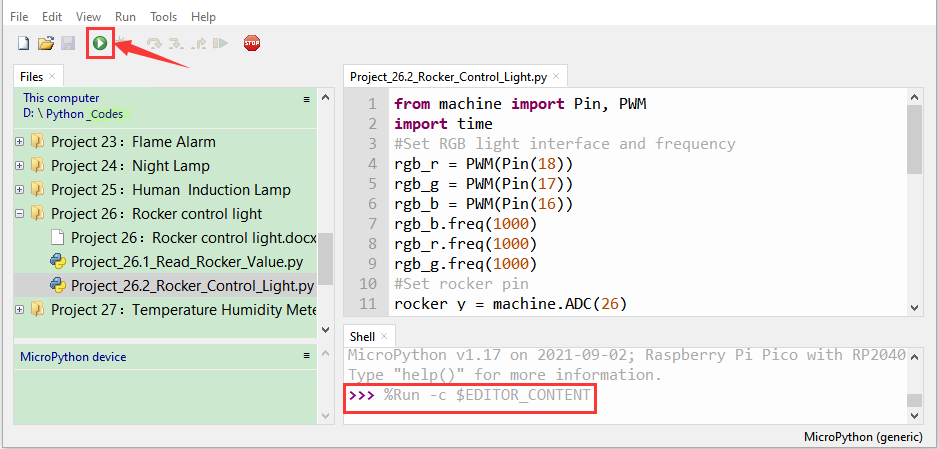 File Edit View Run Tools Help
STOP
Files
This computer
D: \ Python _Codes
Project 23：Flame Alarm
Project 24：Night Lamp
Project 25：Human Induction Lamp
Project 26：Rocker control light
Project 26：Rocker control light.docx
Project_26.1_Read_Rocker_Value.py
Project_26.2_Rocker_Control_Light.py
Project 27：Temperature Humidity Mete
MicroPython device
Project_26.2_Rocker_Control_Light.py
1 from machine import Pin, PWM
2 import time
3 #Set RGB light interface and frequency
4 rgb_r = PWM(Pin(18))
5 rgb_g = PWM(Pin(17))
6 rgb_b = PWM(Pin(16))
7 rgb_b.freq(1000)
8 rgb_r.freq(1000)
9 rgb_g.freq(1000)
10 #Set rocker pin
11 rocker y = machine.ADC(26)
Shell
MicroPython v1.17 on 2021-09-02; Raspberry Pi Pico with RP2040
Type "help()" for more information.
>>> %Run -c $EDITOR_CONTENT
MicroPython (generic)